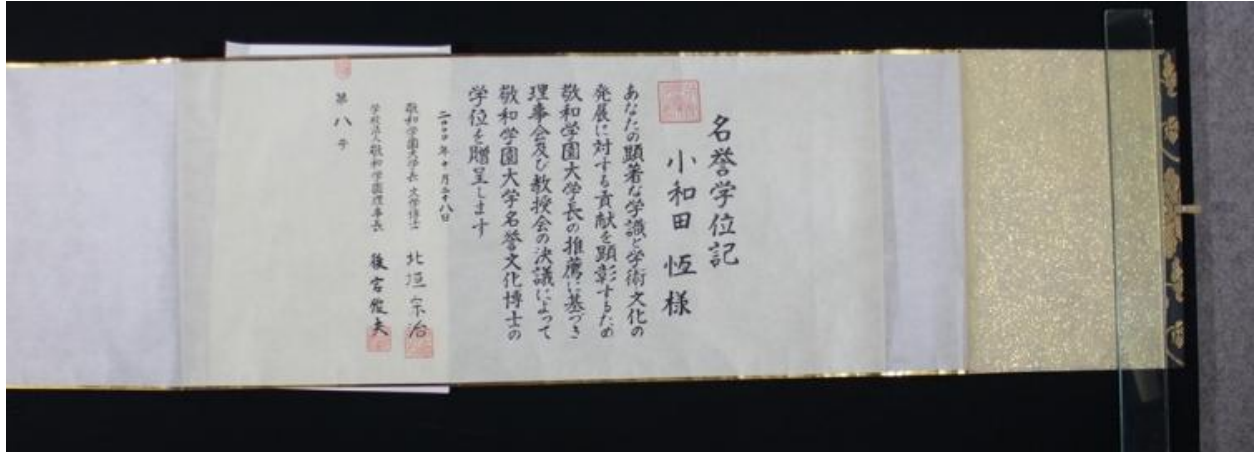 名誉学位記
小和田 恆 様
あなたの顕著な学識と学術文化の
発展に対する貢献を顕彰するため
敬和学園大学長の推薦に基づき
理事会及び教授会の決議によって
敬和学園大学名誉文化博士の
学位を贈呈します
二〇〇〇年十月二十八日
敬和学園大学長 文学博士 北垣 宗治
学校法人敬和学園理事長 後宮 俊夫
第八号